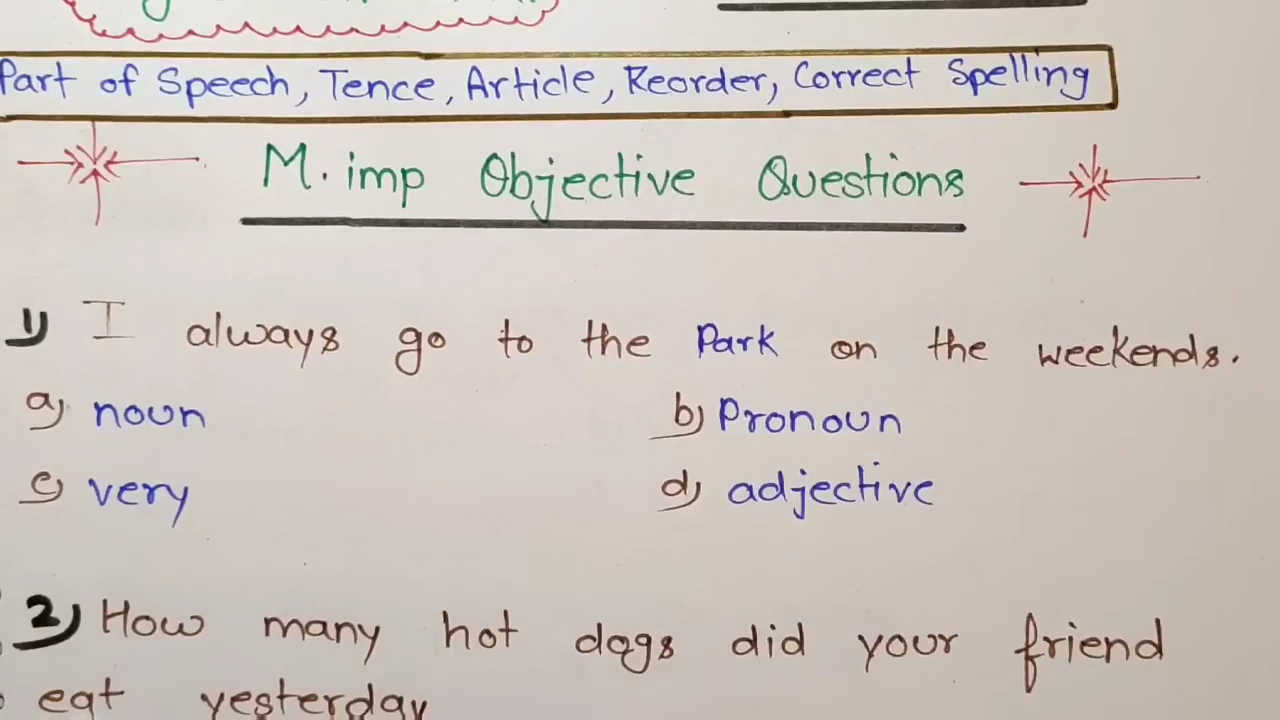 Part of Speech, Tence, Article, Reorder, Correct Spelling
M. imp Objective Questions
1) I always go to the Park on the weekends.
a) noun b) Pronoun
c) very d) adjective
2) How many hot dogs did your friend
eat yesterday